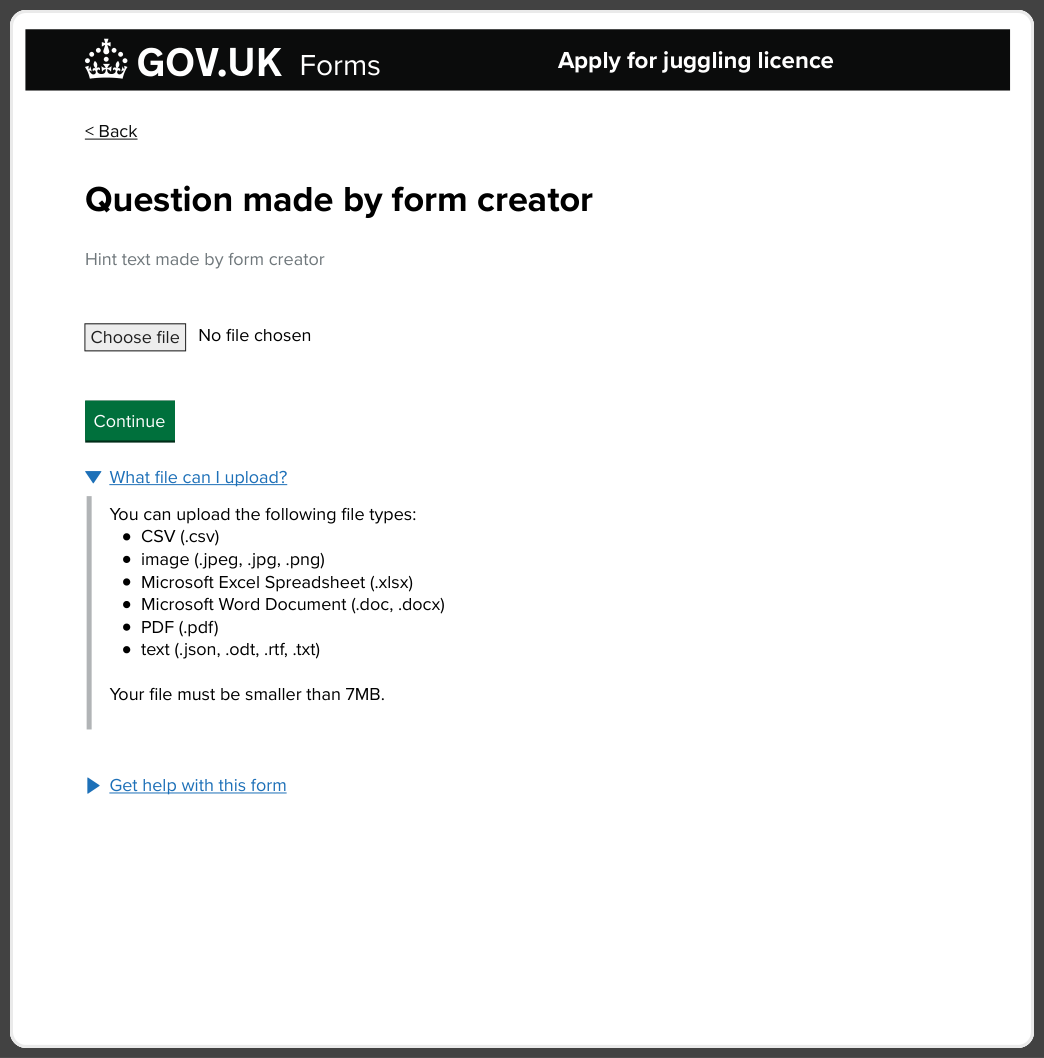 GOV.UK Forms Apply for juggling licence
< Back
Question made by form creator
Hint text made by form creator
Choose file No file chosen
Continue
What file can I upload?
You can upload the following file types:
• CSV (.csv)
• image (.jpeg, .jpg, .png)
• Microsoft Excel Spreadsheet (.xlsx)
• Microsoft Word Document (.doc, .docx)
• PDF (.pdf)
• text (.json, .odt, .rtf, .txt)
Your file must be smaller than 7MB.
Get help with this form